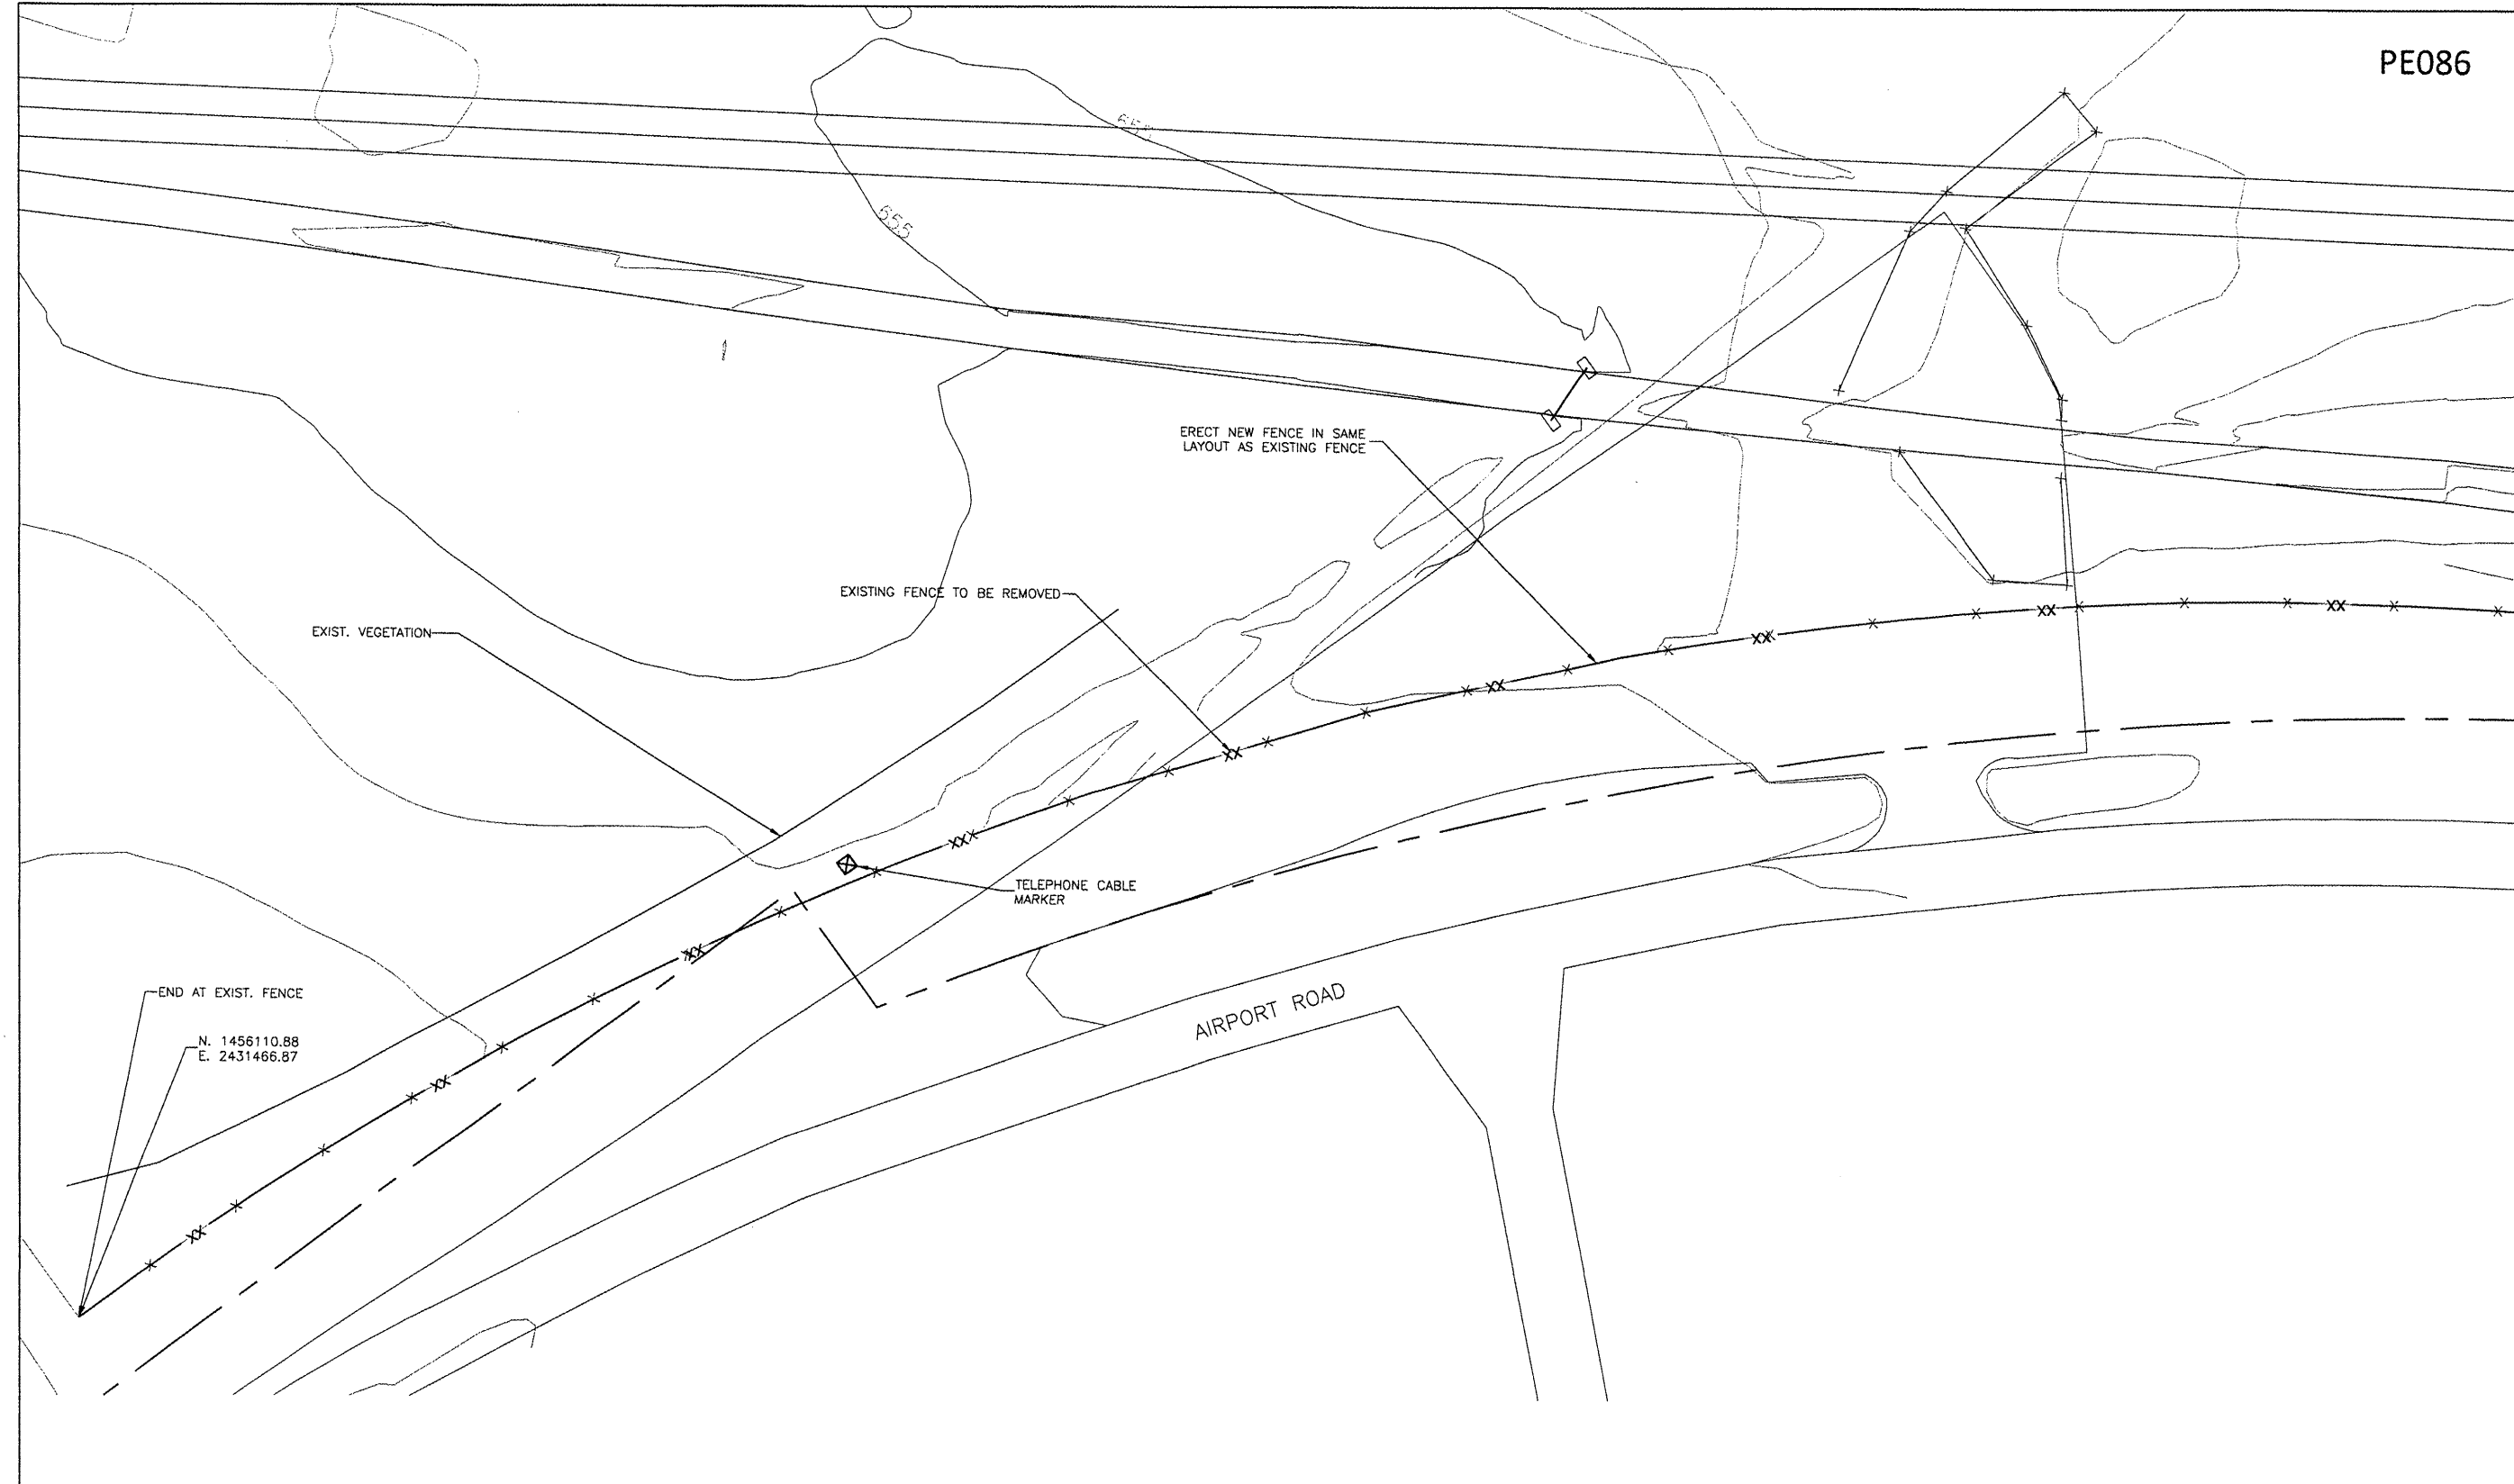 PE086
655
ERECT NEW FENCE IN SAME
LAYOUT AS EXISTING FENCE
EXISTING FENCE TO BE REMOVED
EXIST. VEGETATION
TELEPHONE CABLE
MARKER
END AT EXIST. FENCE
N. 1456110.88
E. 2431466.87
AIRPORT ROAD